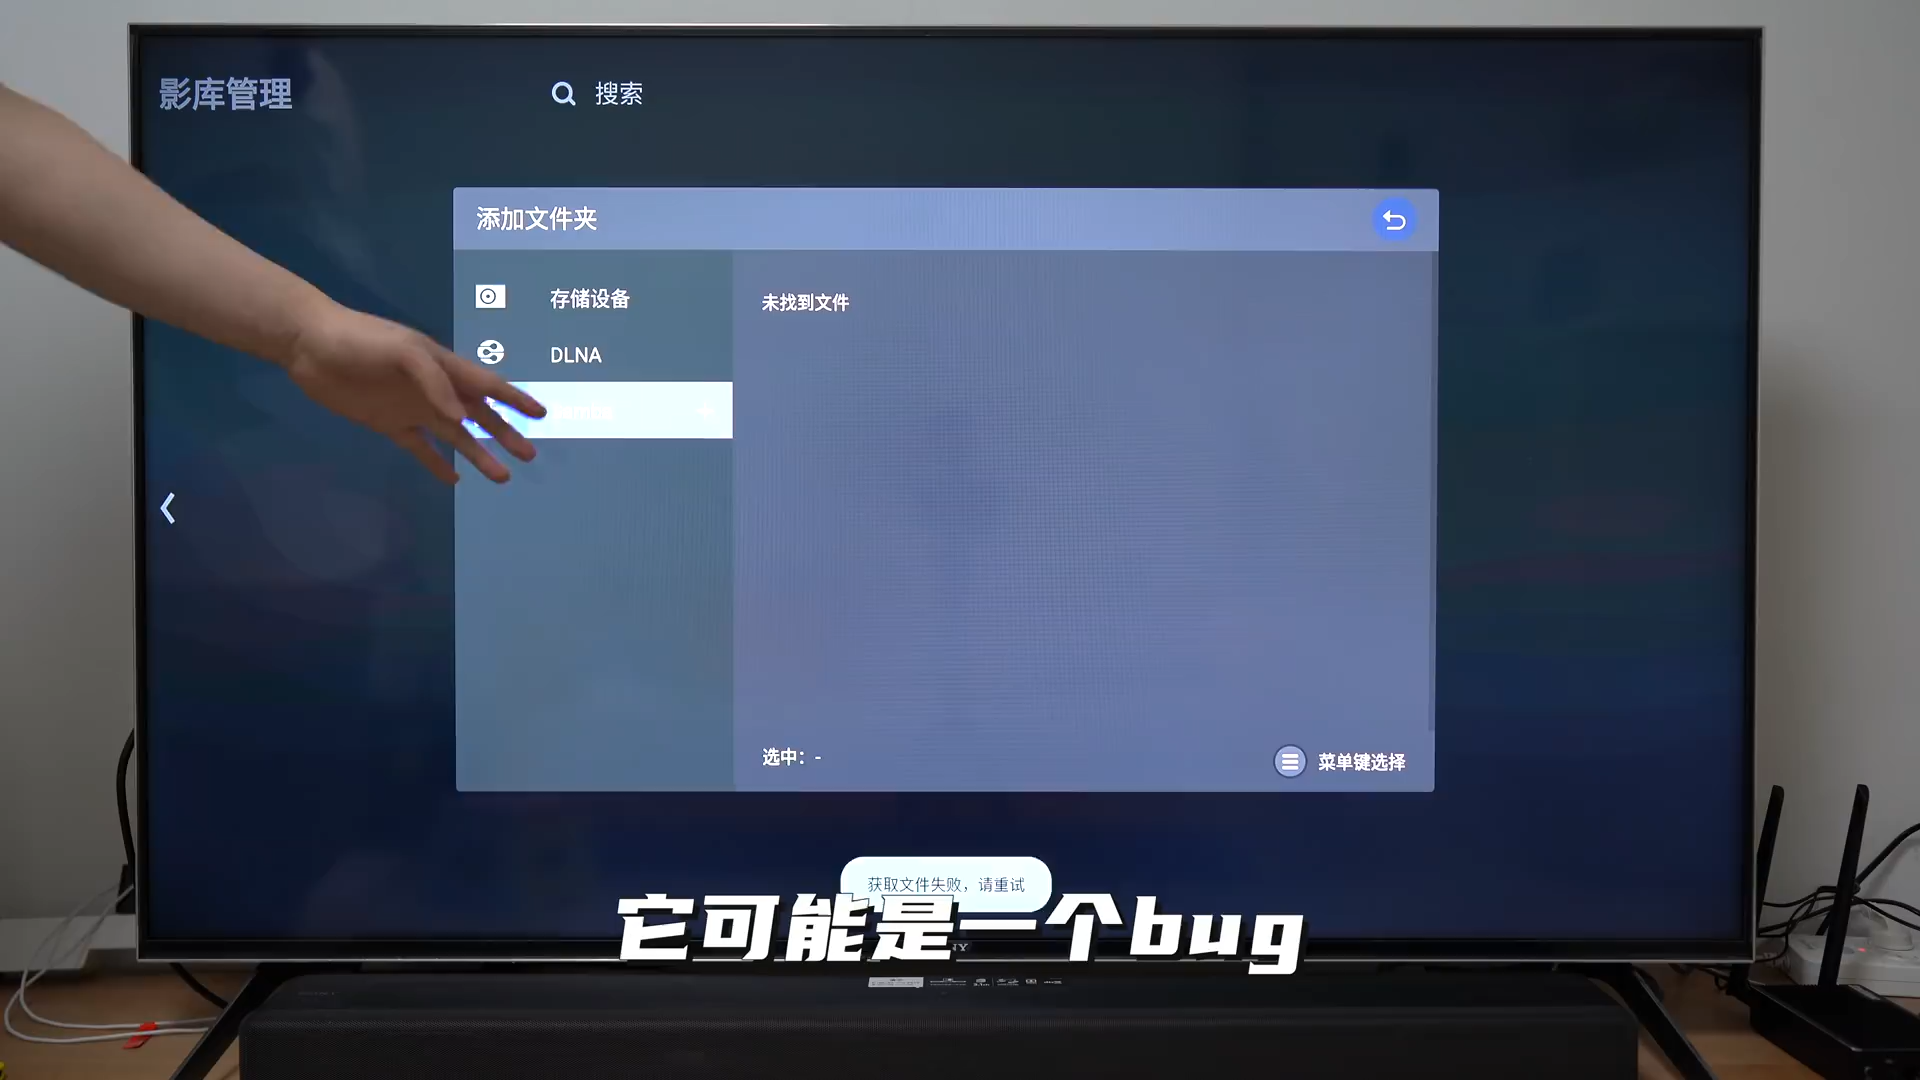 影库管理
搜索
添加文件夹
存储设备
DLNA
未找到文件
选中：-
菜单键选择
获取文件失败，请重试
它可能是一个bug